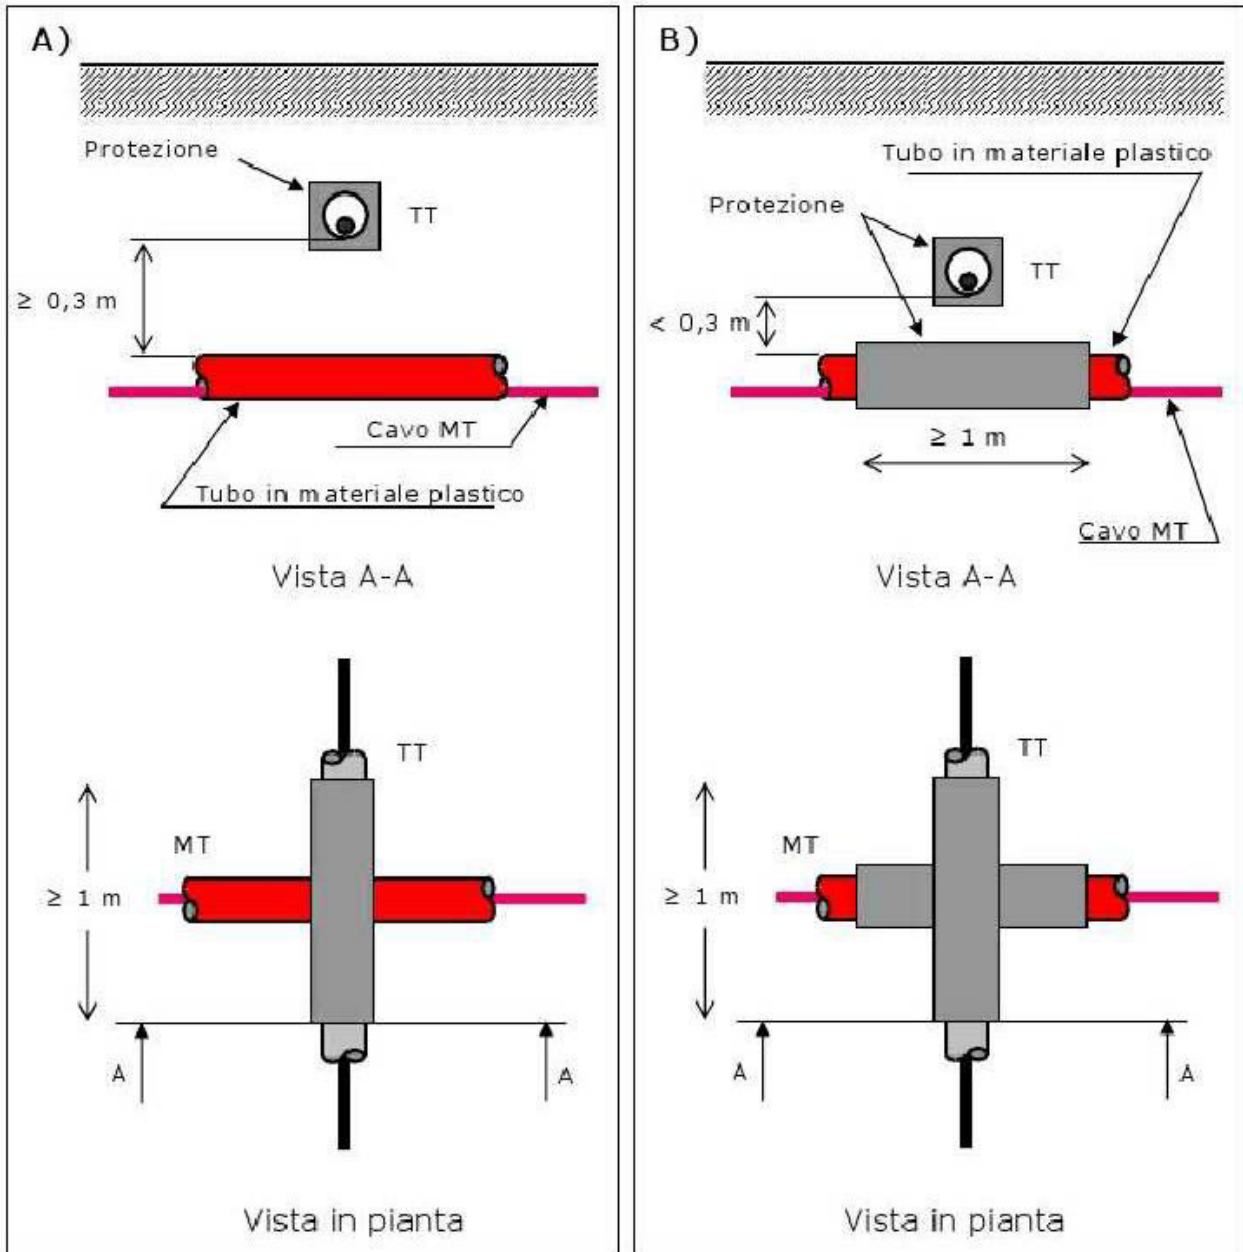 A)
Protezione
TT
≥ 0,3 m
Cavo MT
Tubo in materiale plastico
Vista A-A
TT
MT
≥ 1 m
A
A
Vista in pianta
B)
Tubo in materiale plastico
Protezione
TT
< 0,3 m
≥ 1 m
Cavo MT
Vista A-A
TT
MT
≥ 1 m
A
A
Vista in pianta